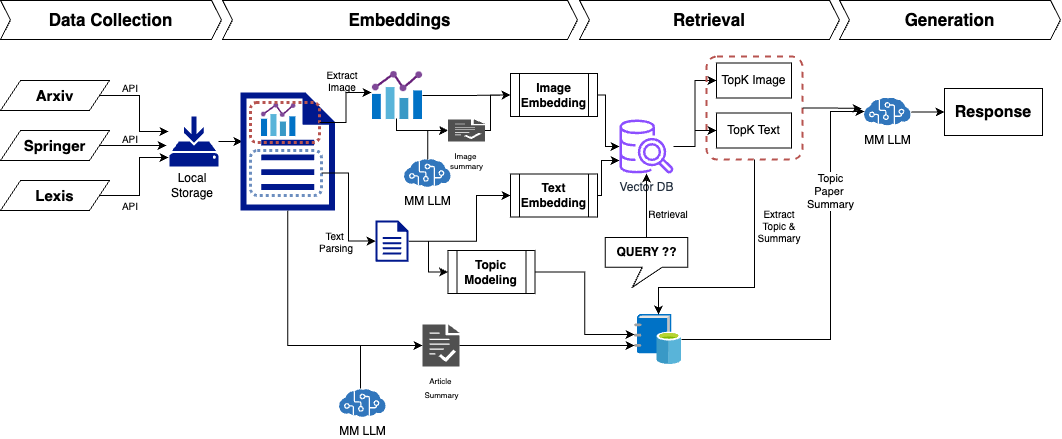 Data Collection
Embeddings
Retrieval
Generation
Arxiv
API
Springer
API
Lexis
API
Local
Storage
Extract
Image
Image
summary
MM LLM
Text
Parsing
Image
Embedding
Text
Embedding
Topic
Modeling
Article
Summary
MM LLM
Vector DB
Retrieval
QUERY ??
TopK Image
TopK Text
Extract
Topic &
Summary
Topic
Paper
Summary
MM LLM
Response